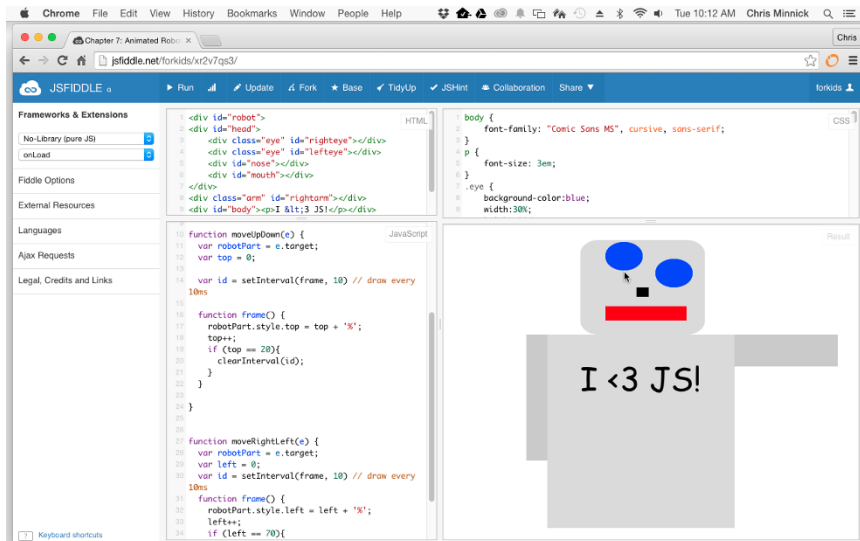 Chrome File Edit View History Bookmarks Window People Help Tue 10:12 AM Chris Minnick
Chapter 7: Animated Robo × Chris
jsfiddle.net/forkids/xr2v7qs3/
JSFIDDLE α Run Update Fork Base TidyUp JSHint Collaboration Share ▼ forkids
Frameworks & Extensions
No-Library (pure JS)
onLoad
Fiddle Options
External Resources
Languages
Ajax Requests
Legal, Credits and Links
? Keyboard shortcuts
HTML
1 <div id="robot">
2 <div id="head">
3 <div class="eye" id="righteye"></div>
4 <div class="eye" id="lefteye"></div>
5 <div id="nose"></div>
6 <div id="mouth"></div>
7 </div>
8 <div class="arm" id="rightarm"></div>
9 <div id="body"><p>I &lt;3 JS!</p></div>
CSS
1 body {
2 font-family: "Comic Sans MS", cursive, sans-serif;
3 }
4 p {
5 font-size: 3em;
6 }
7 .eye {
8 background-color:blue;
9 width:30%;
JavaScript
10 function moveUpDown(e) {
11 var robotPart = e.target;
12 var top = 0;
13
14 var id = setInterval(frame, 10) // draw every
10ms
15
16 function frame() {
17 robotPart.style.top = top + '%';
18 top++;
19 if (top == 20){
20 clearInterval(id);
21 }
22 }
23
24 }
25
26
27 function moveRightLeft(e) {
28 var robotPart = e.target;
29 var left = 0;
30 var id = setInterval(frame, 10) // draw every
10ms
31 function frame() {
32 robotPart.style.left = left + '%';
33 left++;
34 if (left == 70){
Result
I <3 JS!